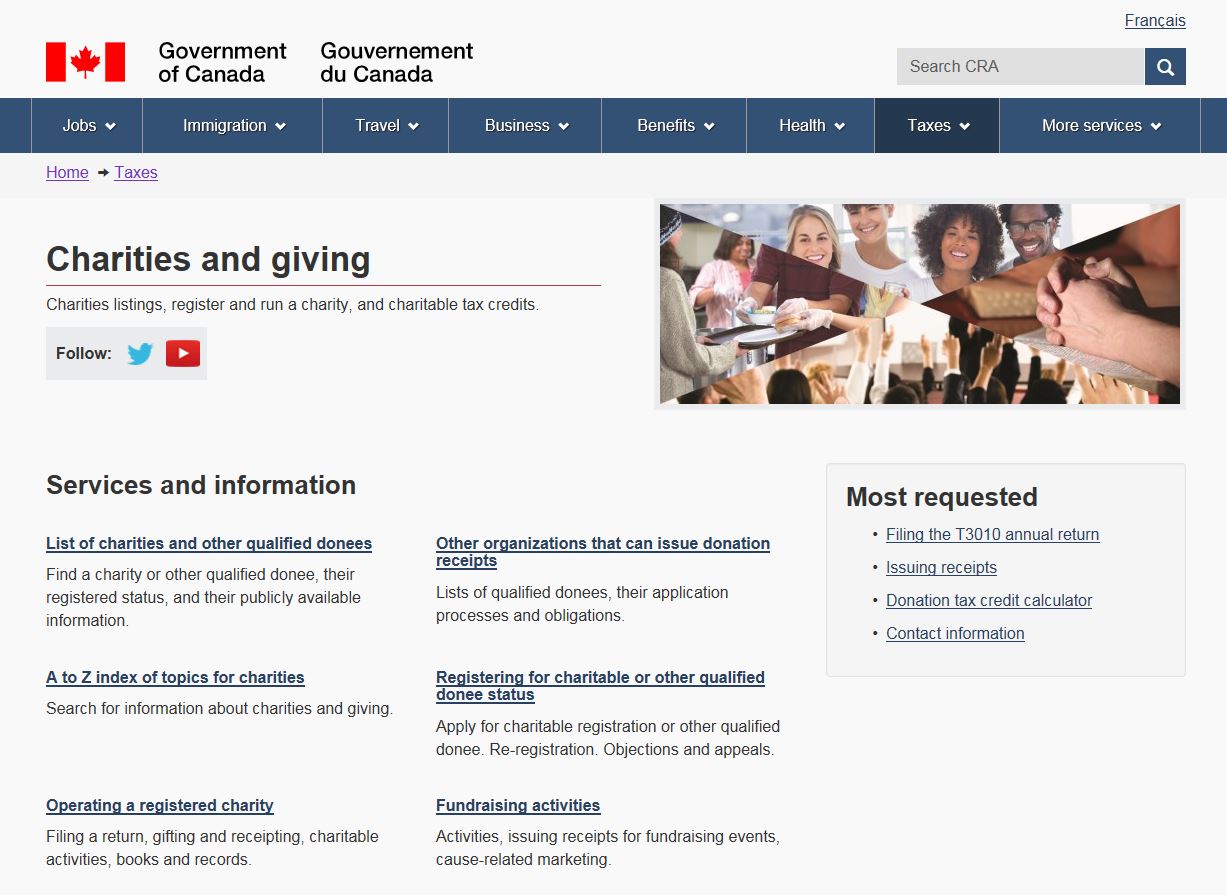 Français
Government
of Canada
Gouvernement
du Canada
Search CRA
Jobs Immigration Travel Business Benefits Health Taxes More services
Home Taxes
Charities and giving
Charities listings, register and run a charity, and charitable tax credits.
Follow:
Services and information
List of charities and other qualified donees
Find a charity or other qualified donee, their
registered status, and their publicly available
information.
Other organizations that can issue donation
receipts
Lists of qualified donees, their application
processes and obligations.
A to Z index of topics for charities
Search for information about charities and giving.
Registering for charitable or other qualified
donee status
Apply for charitable registration or other qualified
donee. Re-registration. Objections and appeals.
Operating a registered charity
Filing a return, gifting and receipting, charitable
activities, books and records.
Fundraising activities
Activities, issuing receipts for fundraising events,
cause-related marketing.
Most requested
• Filing the T3010 annual return
• Issuing receipts
• Donation tax credit calculator
• Contact information